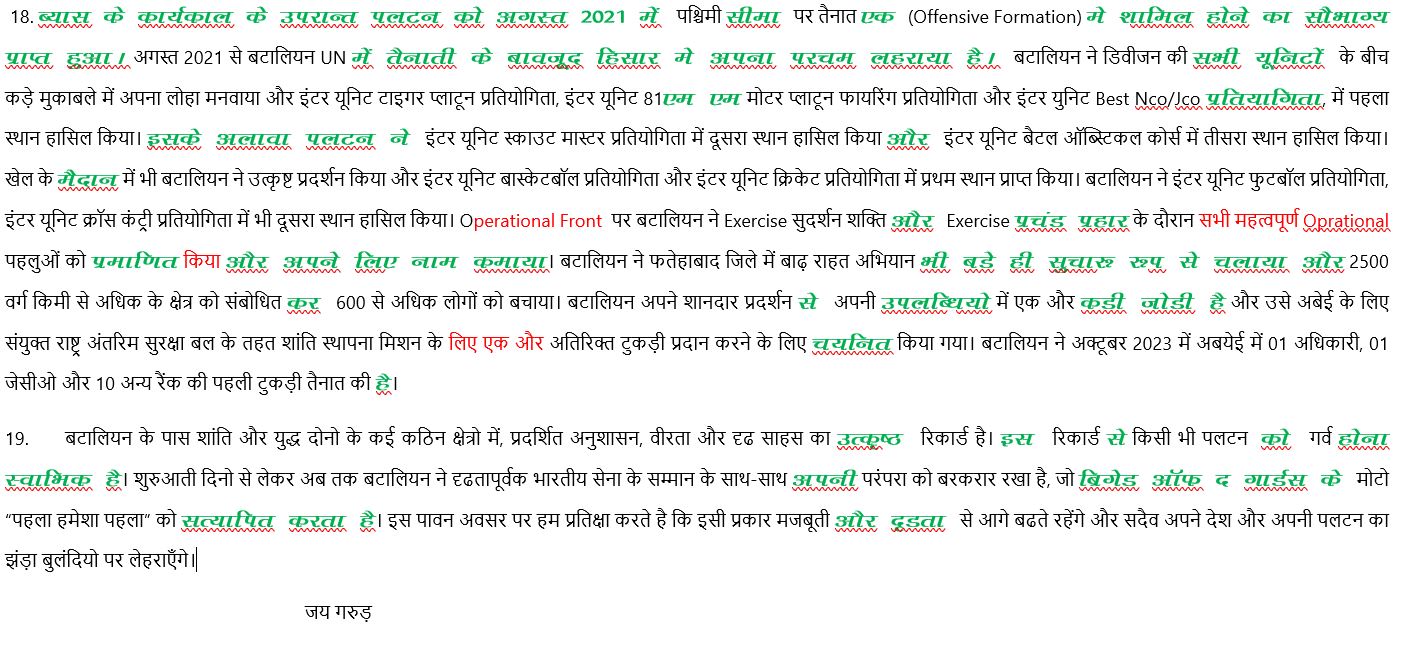 18. ब्यास के कार्यकाल के उपरान्त पलटन को अगस्त 2021 में पश्चिमी सीमा पर तैनात एक (Offensive Formation) मे शामिल होने का सौभाग्य
प्राप्त हुआ। अगस्त 2021 से बटालियन UN में तैनाती के बावजूद हिसार मे अपना परचम लहराया है। बटालियन ने डिवीजन की सभी यूनिटों के बीच
कड़े मुकाबले में अपना लोहा मनवाया और इंटर यूनिट टाइगर प्लाटून प्रतियोगिता, इंटर यूनिट 81एम एम मोटर प्लाटून फायरिंग प्रतियोगिता और इंटर युनिट Best Nco/Jco प्रतियागिता, में पहला
स्थान हासिल किया। इसके अलावा पलटन ने इंटर यूनिट स्काउट मास्टर प्रतियोगिता में दूसरा स्थान हासिल किया और इंटर यूनिट बैटल ऑब्स्टिकल कोर्स में तीसरा स्थान हासिल किया।
खेल के मैदान में भी बटालियन ने उत्कृष्ट प्रदर्शन किया और इंटर यूनिट बास्केटबॉल प्रतियोगिता और इंटर यूनिट क्रिकेट प्रतियोगिता में प्रथम स्थान प्राप्त किया। बटालियन ने इंटर यूनिट फुटबॉल प्रतियोगिता,
इंटर यूनिट क्रॉस कंट्री प्रतियोगिता में भी दूसरा स्थान हासिल किया। Operational Front पर बटालियन ने Exercise सुदर्शन शक्ति और Exercise प्रचंड प्रहार के दौरान सभी महत्वपूर्ण Oprational
पहलुओं को प्रमाणित किया और अपने लिए नाम कमाया। बटालियन ने फतेहाबाद जिले में बाढ़ राहत अभियान भी बडे ही सुचारू रूप से चलाया और 2500
वर्ग किमी से अधिक के क्षेत्र को संबोधित कर 600 से अधिक लोगों को बचाया। बटालियन अपने शानदार प्रदर्शन से अपनी उपलब्धियो में एक और कडी जोडी है और उसे अबेई के लिए
संयुक्त राष्ट्र अंतरिम सुरक्षा बल के तहत शांति स्थापना मिशन के लिए एक और अतिरिक्त टुकड़ी प्रदान करने के लिए चयनित किया गया। बटालियन ने अक्टूबर 2023 में अबयेई में 01 अधिकारी, 01
जेसीओ और 10 अन्य रैंक की पहली टुकड़ी तैनात की है।
19. बटालियन के पास शांति और युद्ध दोनो के कई कठिन क्षेत्रो में, प्रदर्शित अनुशासन, वीरता और दृढ साहस का उत्कृष्ठ रिकार्ड है। इस रिकार्ड से किसी भी पलटन को गर्व होना
स्वाभिक है। शुरुआती दिनो से लेकर अब तक बटालियन ने दृढतापूर्वक भारतीय सेना के सम्मान के साथ-साथ अपनी परंपरा को बरकरार रखा है, जो ब्रिगेड ऑफ द गार्डस के मोटो
“पहला हमेशा पहला“ को सत्यापित करता है। इस पावन अवसर पर हम प्रतिक्षा करते है कि इसी प्रकार मजबूती और दृडता से आगे बढते रहेंगे और सदैव अपने देश और अपनी पलटन का
झंड़ा बुलंदियो पर लेहराएँगे।
जय गरुड़